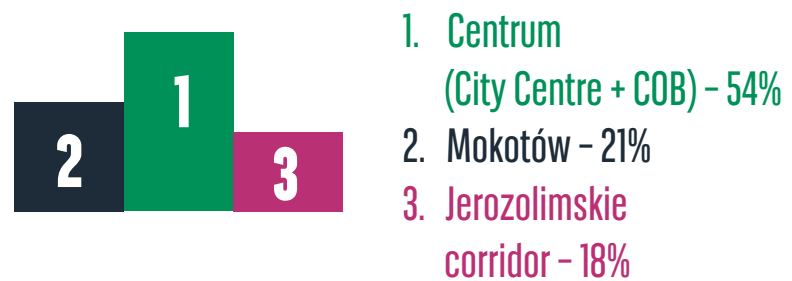 2
1
3
1. Centrum
(City Centre + COB) – 54%
2. Mokotów – 21%
3. Jerozolimskie
corridor – 18%